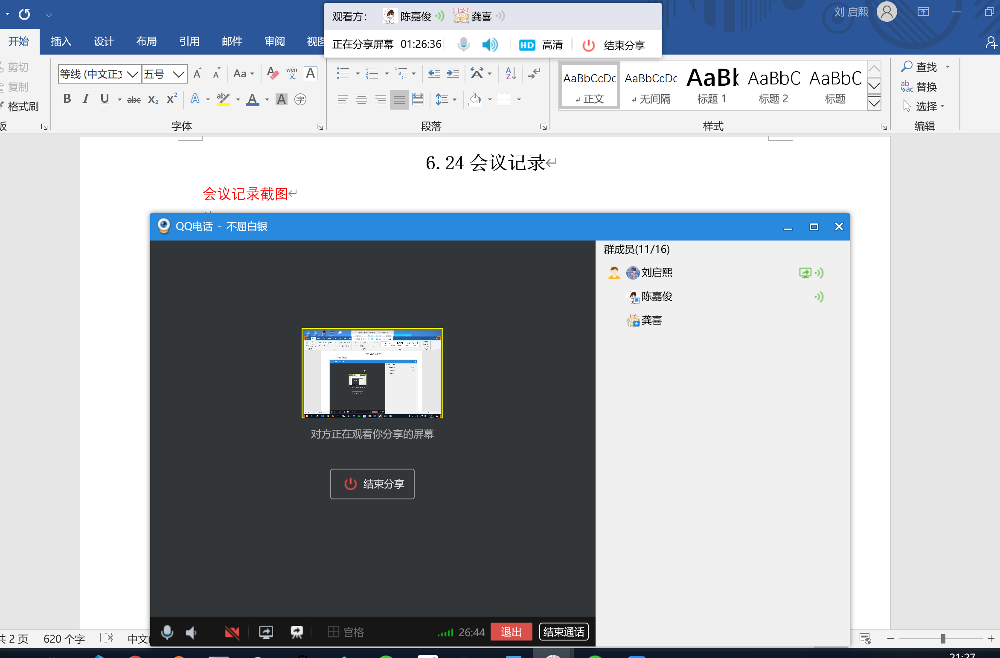 观看方： 陈嘉俊 龚喜
刘 启熙
开始 插入 设计 布局 引用 邮件 审阅 视图
正在分享屏幕 01:26:36 HD 高清 结束分享
剪切
复制
格式刷
板
等线 (中文正文 五号 A A Aa A wén 文 A
B I U abc X₂ X² A ab A A 字
字体
1 2 3 1 a i A Z
段落
AaBbCcDc AaBbCcDc AaBb AaBbC AaBbC
正文 无间隔 标题 1 标题 2 标题
样式
查找
ab ac 替换
选择
编辑
6.24 会议记录
会议记录截图
QQ电话 - 不屈白银
群成员(11/16)
刘启熙
陈嘉俊
龚喜
对方正在观看你分享的屏幕
结束分享
宫格 26:44 退出 结束通话
共 2 页 620 个字 中文(
21:27